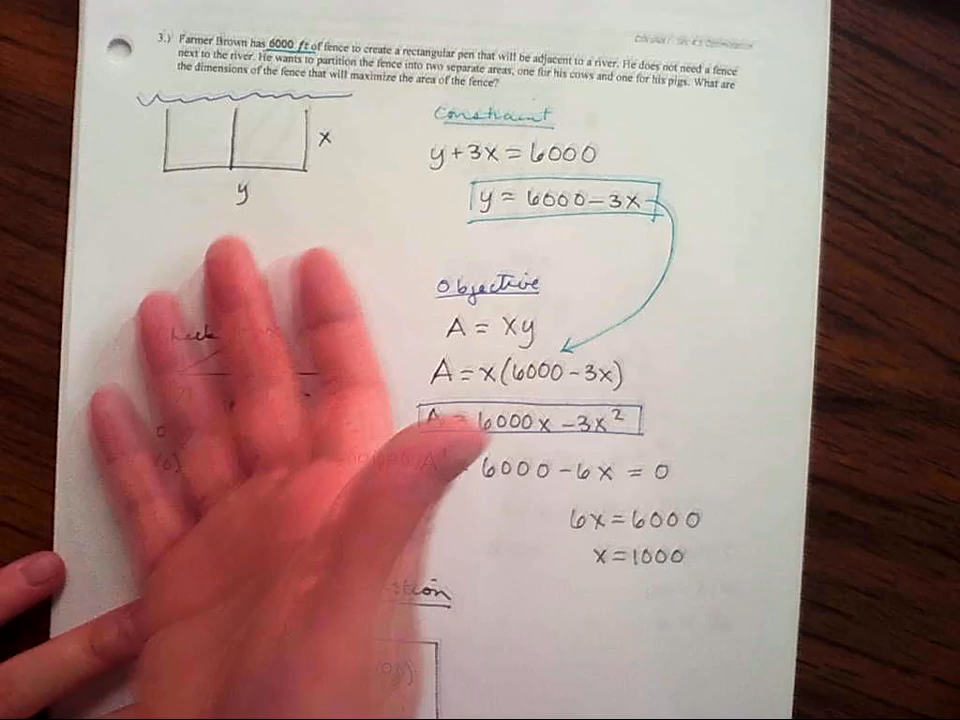 3.) Farmer Brown has 6000 ft of fence to create a rectangular pen that will be adjacent to a river. He does not need a fence
next to the river. He wants to partition the fence into two separate areas, one for his cows and one for his pigs. What are
the dimensions of the fence that will maximize the area of the fence?
x
y
Constraint
y + 3x = 6000
y = 6000 - 3x
Objective
A = xy
A = x(6000 - 3x)
A = 6000x - 3x²
A' = 6000 - 6x = 0
6x = 6000
x = 1000